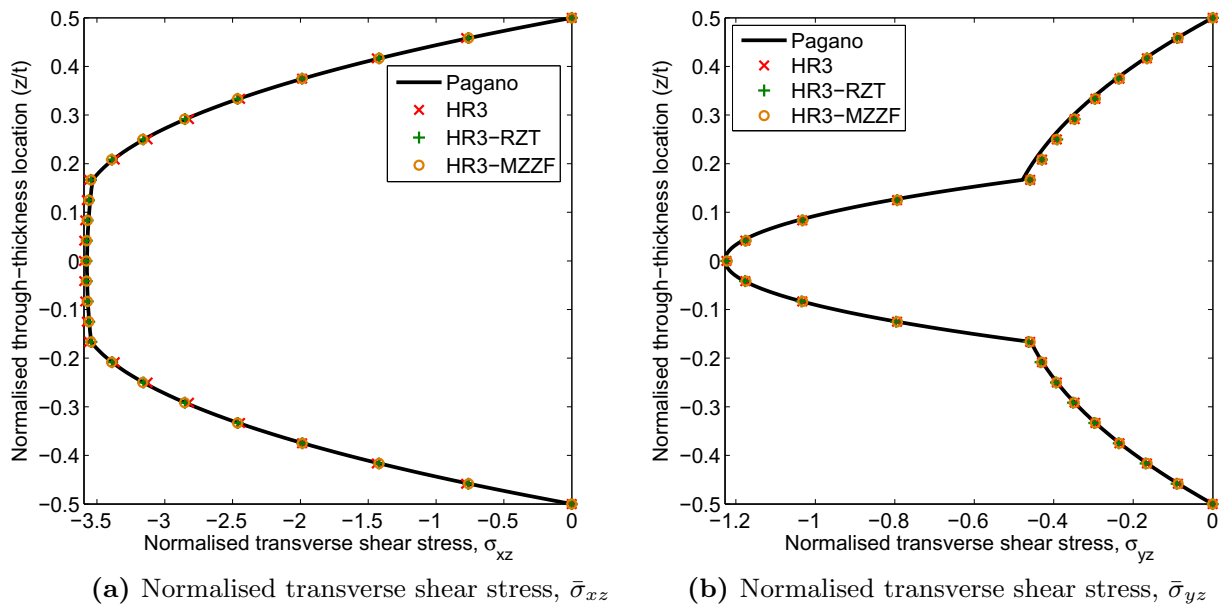 Normalised through−thickness location (z/t)
0.5
0.4
0.3
0.2
0.1
0
−0.1
−0.2
−0.3
−0.4
−0.5
−3.5 −3 −2.5 −2 −1.5 −1 −0.5 0
Normalised transverse shear stress, σxz
Pagano
HR3
HR3−RZT
HR3−MZZF
(a) Normalised transverse shear stress, σ̄xz
Normalised through−thickness location (z/t)
0.5
0.4
0.3
0.2
0.1
0
−0.1
−0.2
−0.3
−0.4
−0.5
−1.2 −1 −0.8 −0.6 −0.4 −0.2 0
Normalised transverse shear stress, σyz
Pagano
HR3
HR3−RZT
HR3−MZZF
(b) Normalised transverse shear stress, σ̄yz